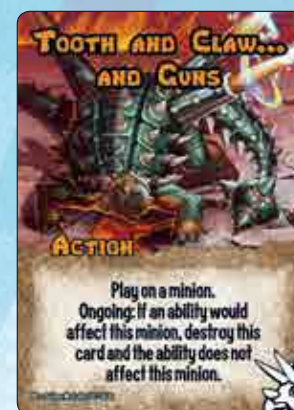 Tooth and Claw...
and Guns
Action
Play on a minion.
Ongoing: If an ability would
affect this minion, destroy this
card and the ability does not
affect this minion.